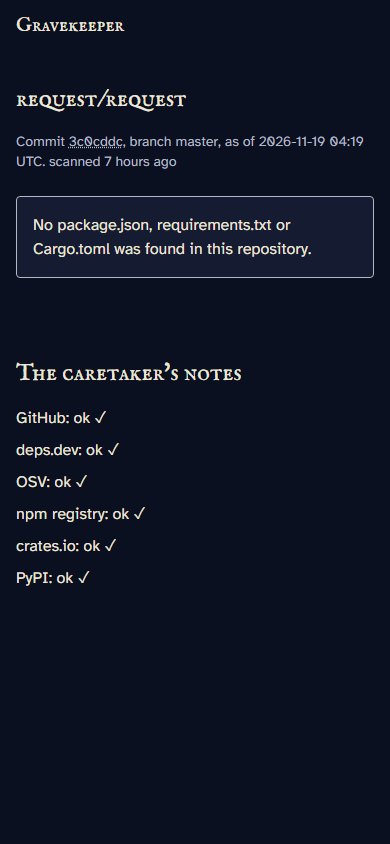 Gravekeeper
request/request
Commit 3c0cddc, branch master, as of 2026-11-19 04:19
UTC. scanned 7 hours ago
No package.json, requirements.txt or
Cargo.toml was found in this repository.
The caretaker's notes
GitHub: ok ✓
deps.dev: ok ✓
OSV: ok ✓
npm registry: ok ✓
crates.io: ok ✓
PyPI: ok ✓